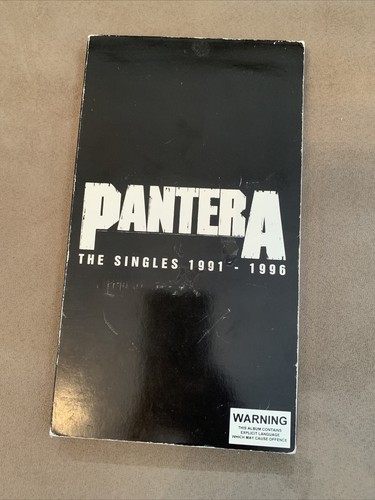 PANTERA
THE SINGLES 1991 - 1996
WARNING
THIS ALBUM CONTAINS
EXPLICIT LANGUAGE
WHICH MAY CAUSE OFFENCE